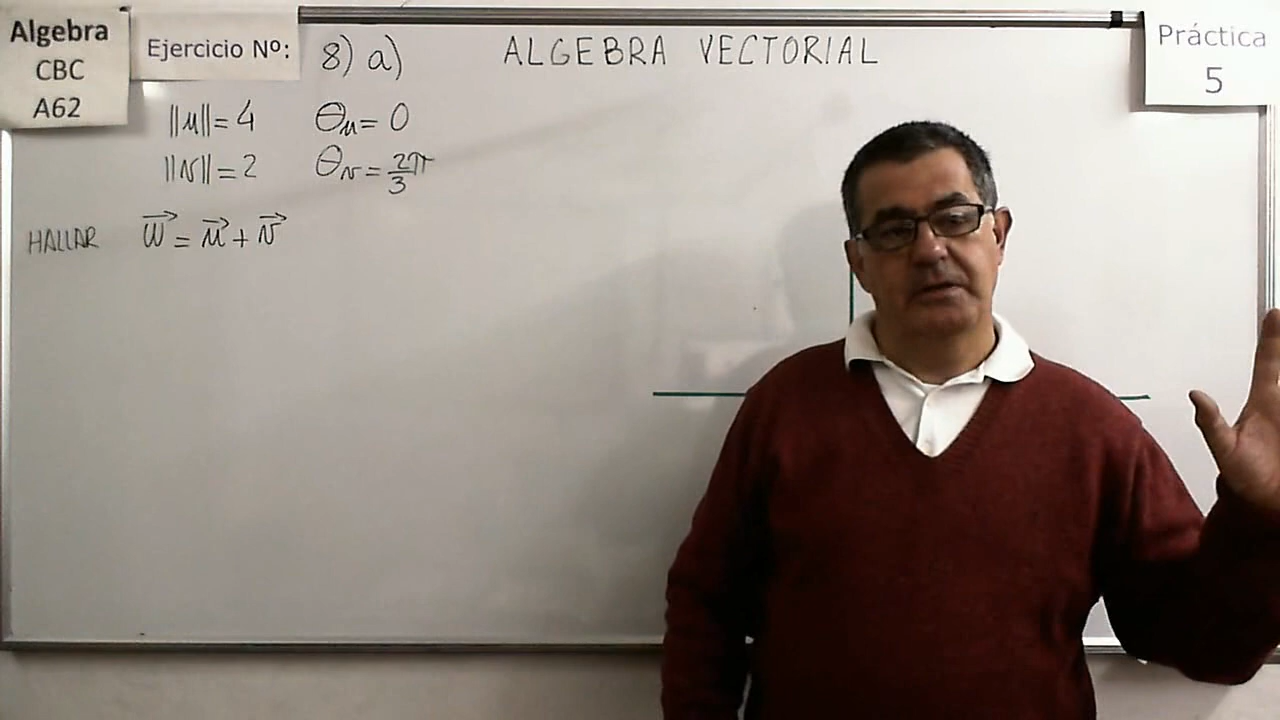 Algebra
CBC
A62
Ejercicio Nº:
8) a)
ALGEBRA VECTORIAL
Práctica
5
||u||= 4 θu= 0
||v||= 2 θv= 2π/3
HALLAR w⃗ = u⃗ + v⃗